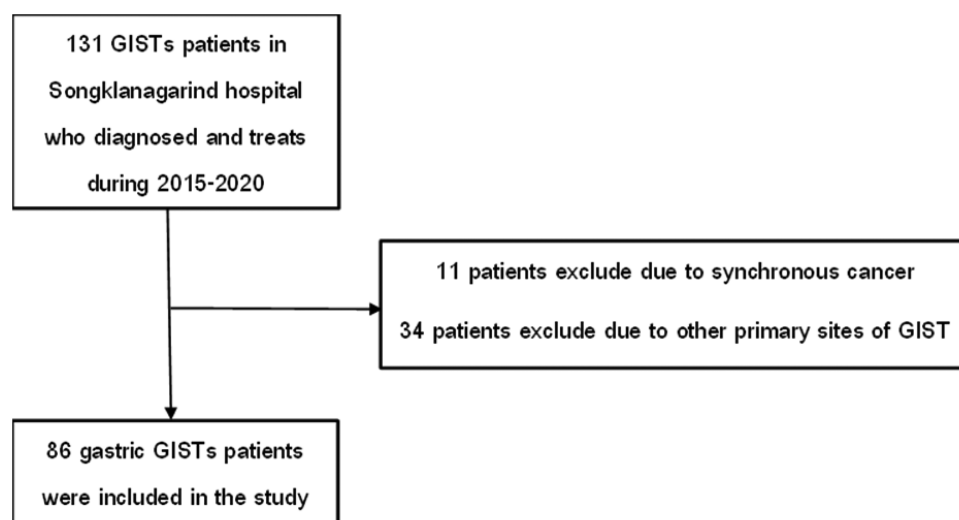 131 GISTs patients in
Songklanagarind hospital
who diagnosed and treats
during 2015-2020
11 patients exclude due to synchronous cancer
34 patients exclude due to other primary sites of GIST
86 gastric GISTs patients
were included in the study